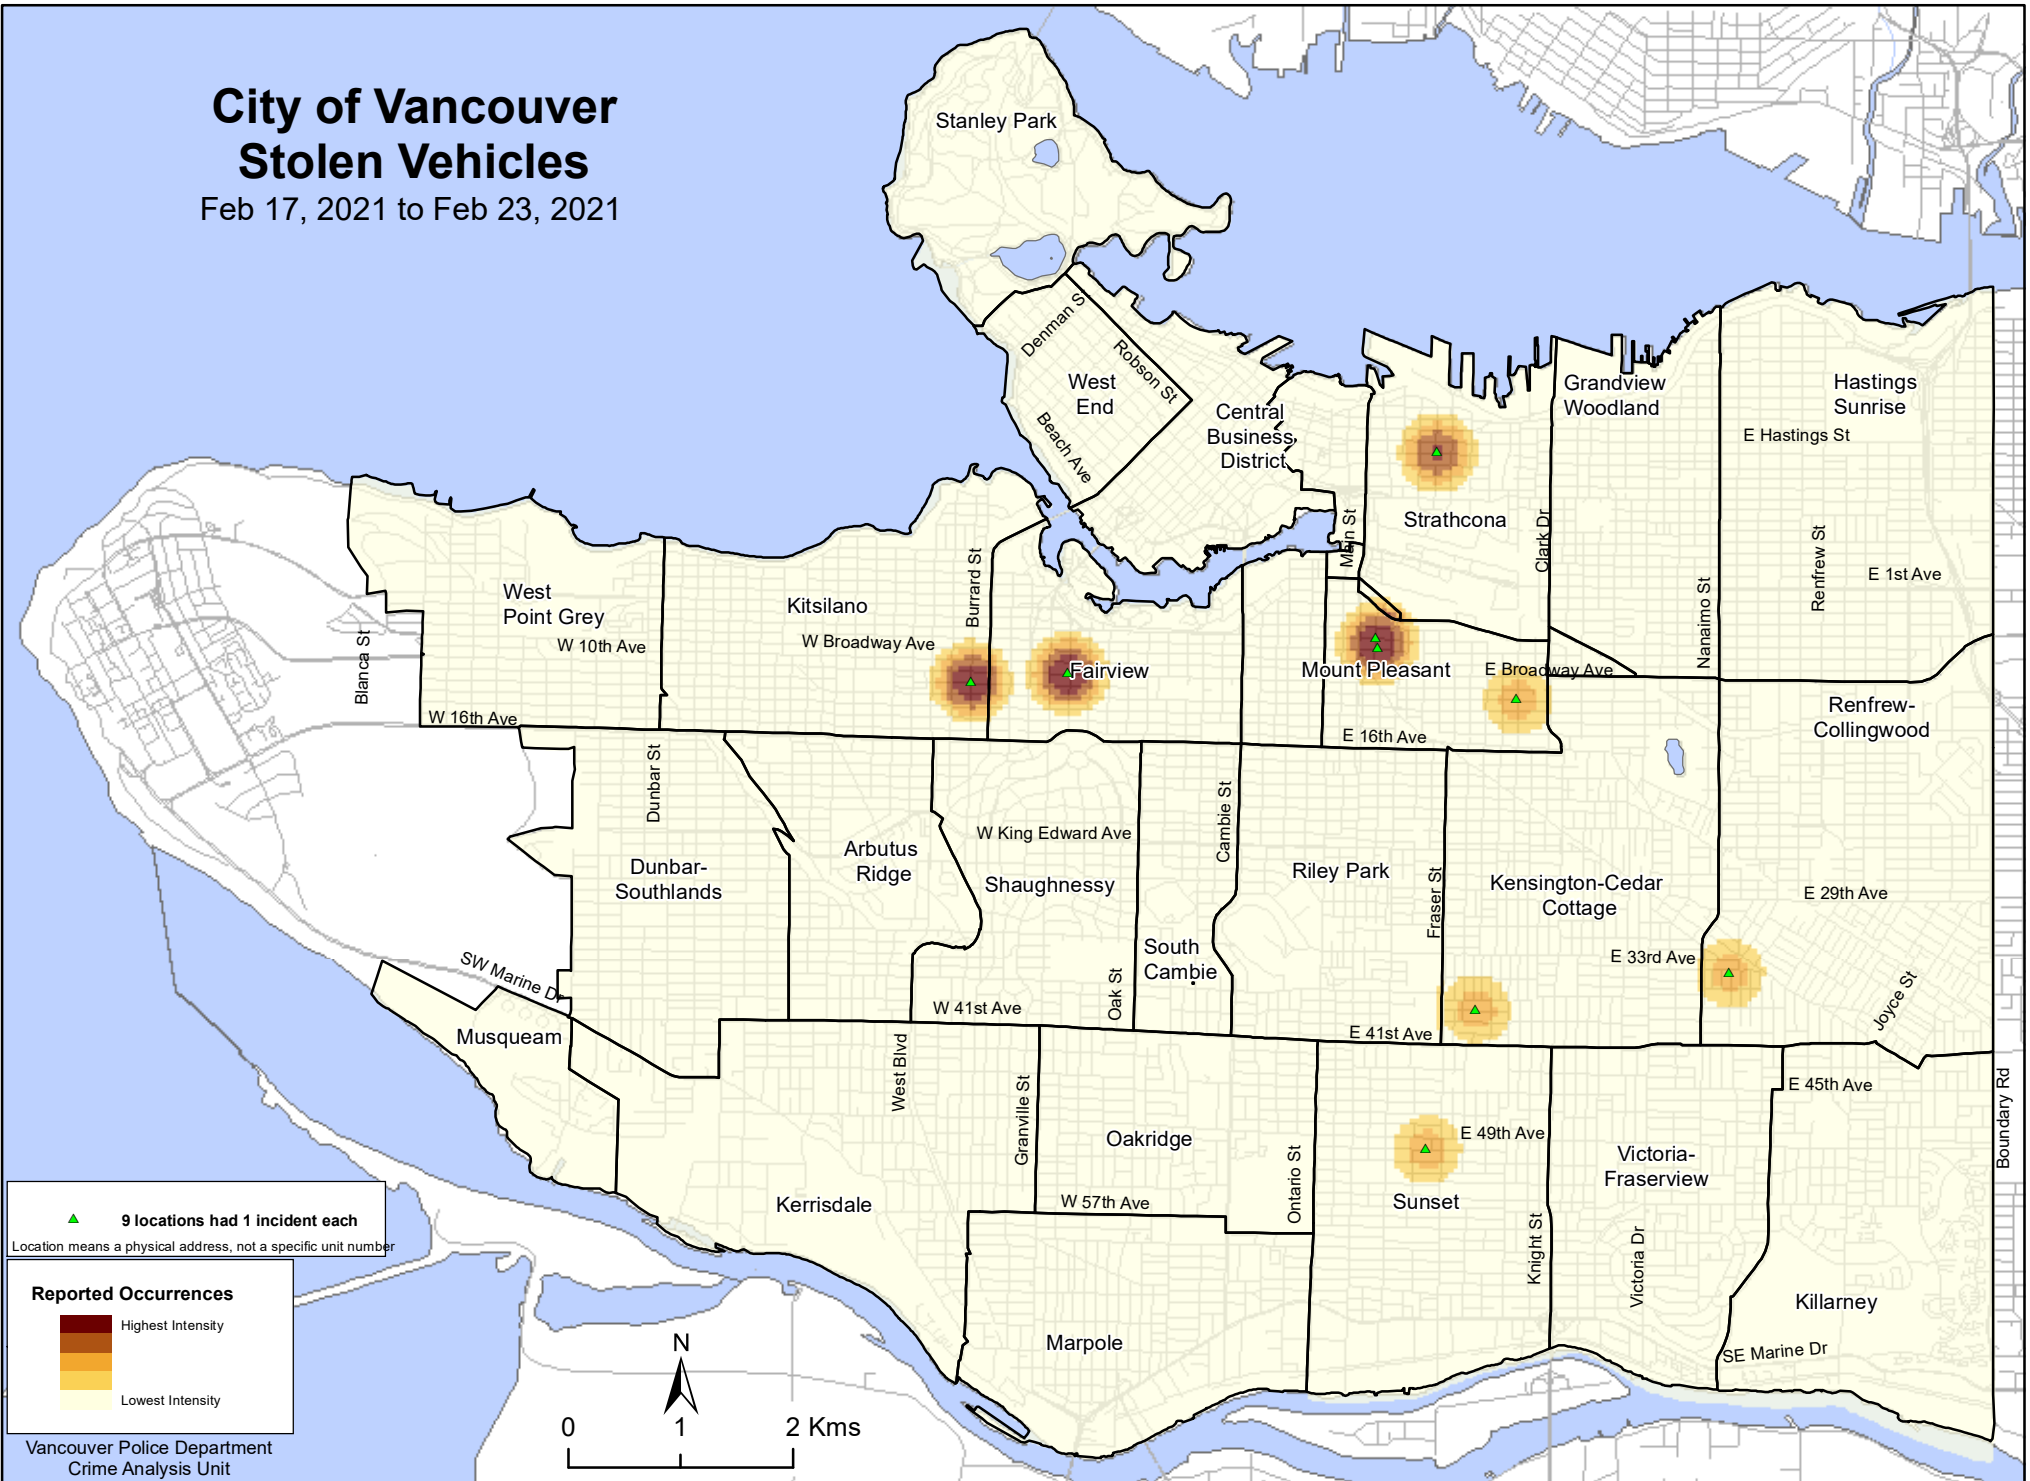 City of Vancouver
Stolen Vehicles
Feb 17, 2021 to Feb 23, 2021
Stanley Park
Denman S
Robson St
West
End
Beach Ave
Central
Business
District
Grandview
Woodland
Hastings
Sunrise
E Hastings St
Strathcona
Main St
Clark Dr
Renfrew St
E 1st Ave
Nanaimo St
West
Point Grey
Kitsilano
Burrard St
W Broadway Ave
W 10th Ave
Blanca St
Fairview
Mount Pleasant
E Broadway Ave
W 16th Ave
E 16th Ave
Renfrew-
Collingwood
Dunbar St
Dunbar-
Southlands
Arbutus
Ridge
W King Edward Ave
Shaughnessy
Cambie St
Riley Park
Fraser St
Kensington-Cedar
Cottage
E 29th Ave
South
Cambie
E 33rd Ave
SW Marine Dr
Oak St
W 41st Ave
Joyce St
Musqueam
E 41st Ave
West Blvd
Granville St
E 45th Ave
Boundary Rd
Oakridge
E 49th Ave
Victoria-
Fraserview
Ontario St
Kerrisdale
W 57th Ave
Sunset
Knight St
Victoria Dr
Killarney
Marpole
SE Marine Dr
9 locations had 1 incident each
Location means a physical address, not a specific unit number
Reported Occurrences
Highest Intensity
Lowest Intensity
Vancouver Police Department
Crime Analysis Unit
N
0 1 2 Kms